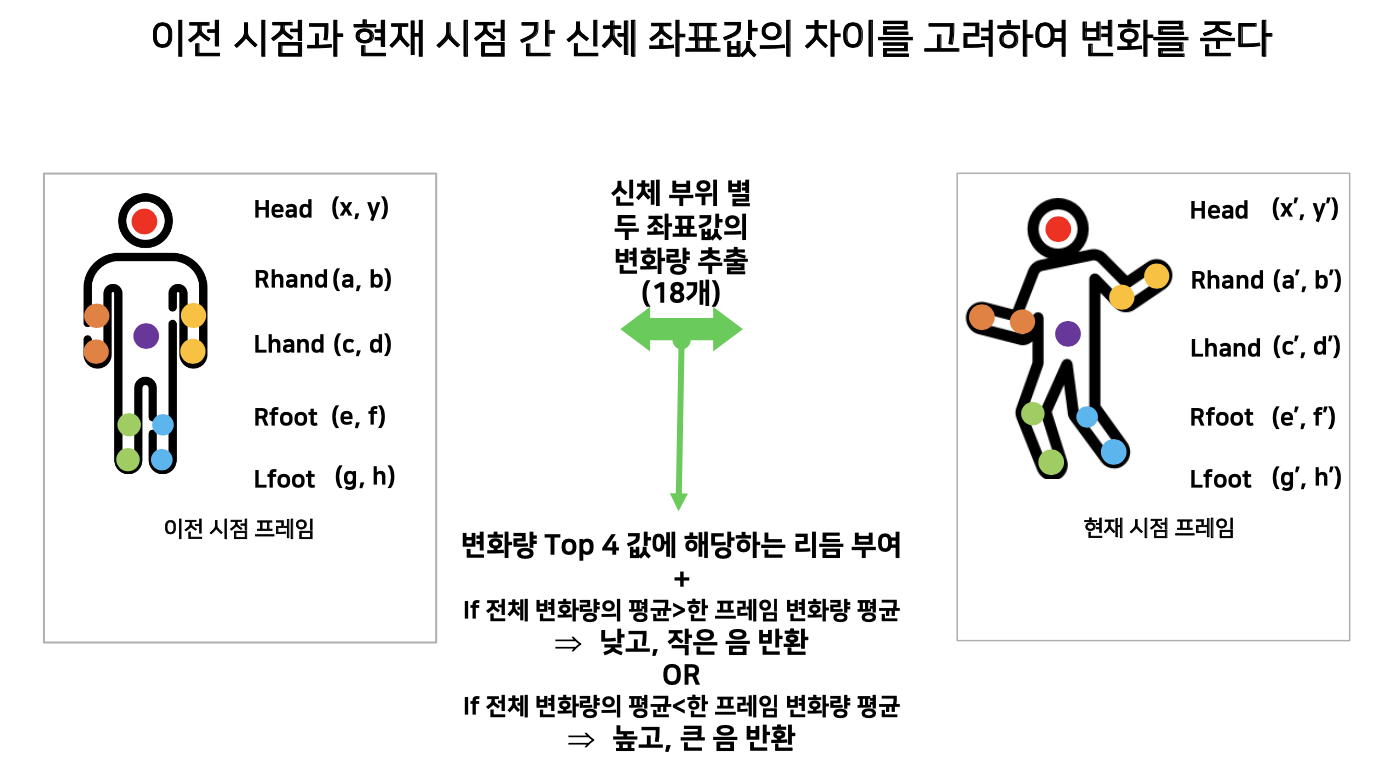 이전 시점과 현재 시점 간 신체 좌표값의 차이를 고려하여 변화를 준다
Head (x, y)
Rhand (a, b)
Lhand (c, d)
Rfoot (e, f)
Lfoot (g, h)
이전 시점 프레임
신체 부위 별
두 좌표값의
변화량 추출
(18개)
변화량 Top 4 값에 해당하는 리듬 부여
+
If 전체 변화량의 평균>한 프레임 변화량 평균
⇒ 낮고, 작은 음 반환
OR
If 전체 변화량의 평균<한 프레임 변화량 평균
⇒ 높고, 큰 음 반환
Head (x’, y’)
Rhand (a’, b’)
Lhand (c’, d’)
Rfoot (e’, f’)
Lfoot (g’, h’)
현재 시점 프레임